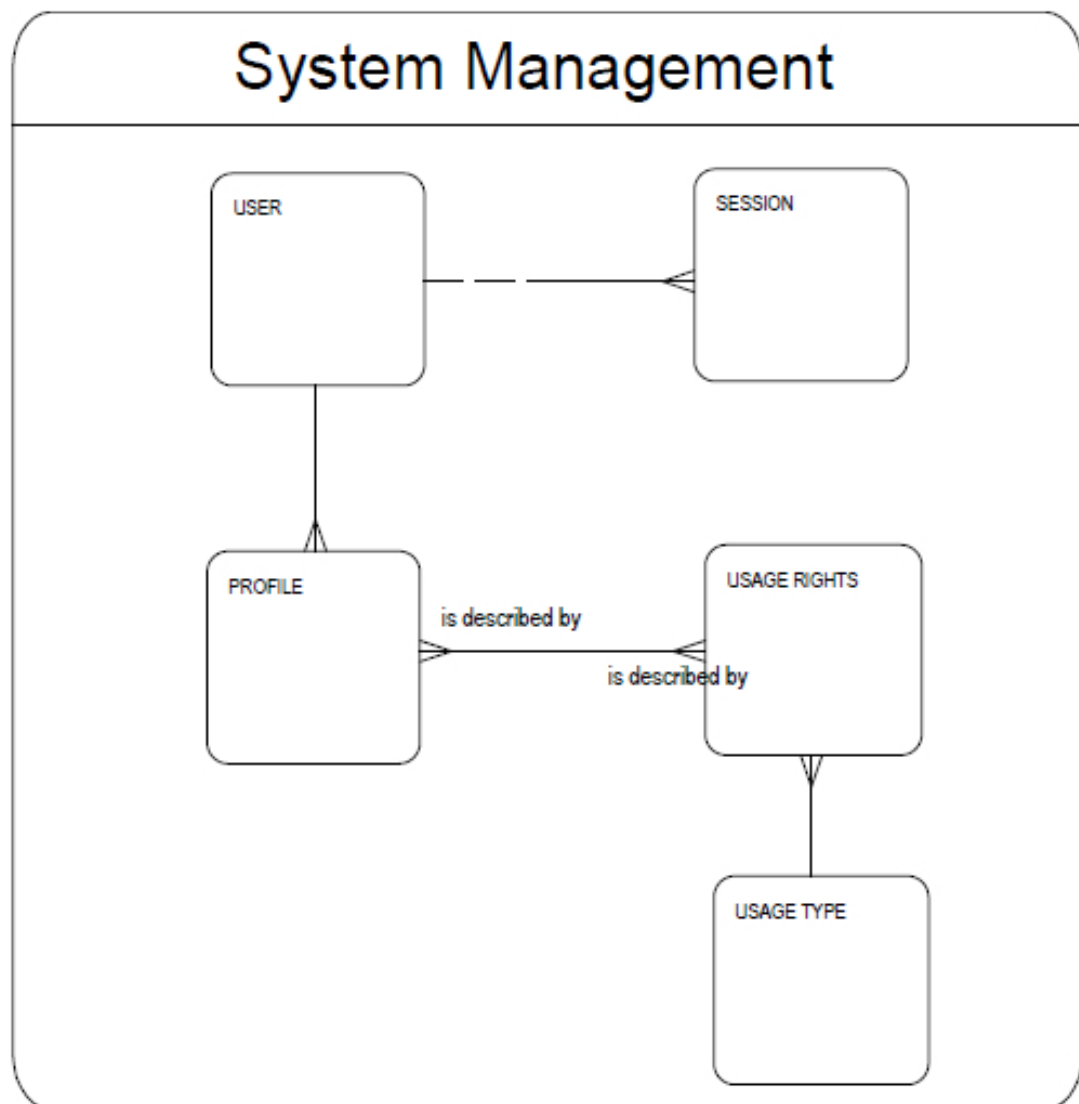 System Management
USER
SESSION
PROFILE
USAGE RIGHTS
is described by
is described by
USAGE TYPE